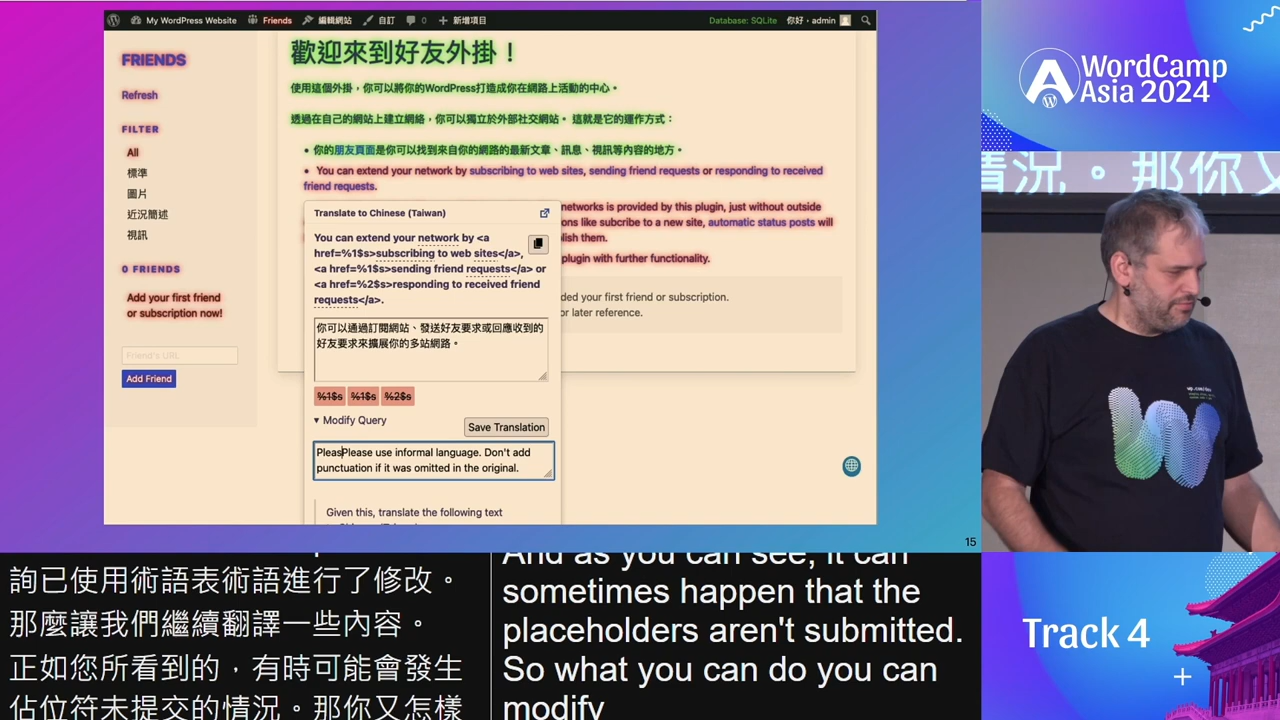 My WordPress Website
Friends
編輯網站
自訂
0
新增項目
Database: SQLite
你好，admin
FRIENDS
Refresh
FILTER
All
標準
圖片
近況簡述
視訊
0 FRIENDS
Add your first friend
or subscription now!
Friend's URL
Add Friend
歡迎來到好友外掛！
使用這個外掛，你可以將你的WordPress打造成你在網路上活動的中心。
透過在自己的網站上建立網絡，你可以獨立於外部社交網站。 這就是它的運作方式：
• 你的朋友頁面是你可以找到來自你的網路的最新文章、訊息、視訊等內容的地方。
• You can extend your network by subscribing to web sites, sending friend requests or responding to received
friend requests.
networks is provided by this plugin, just without outside
ons like subcribe to a new site, automatic status posts will
lish them.
plugin with further functionality.
ded your first friend or subscription.
or later reference.
Translate to Chinese (Taiwan)
You can extend your network by <a
href=%1$s>subscribing to web sites</a>,
<a href=%1$s>sending friend requests</a> or
<a href=%2$s>responding to received friend
requests</a>.
你可以通過訂閱網站、發送好友要求或回應收到的
好友要求來擴展你的多站網路。
%1$s %1$s %2$s
▾ Modify Query
Save Translation
PleasPlease use informal language. Don't add
punctuation if it was omitted in the original.
Given this, translate the following text
15
WordCamp
Asia 2024
情況。那你又
wp.com/
Track 4
詢已使用術語表術語進行了修改。
那麼讓我們繼續翻譯一些內容。
正如您所看到的，有時可能會發生
佔位符未提交的情況。那你又怎樣
And as you can see, it can
sometimes happen that the
placeholders aren't submitted.
So what you can do you can
modify